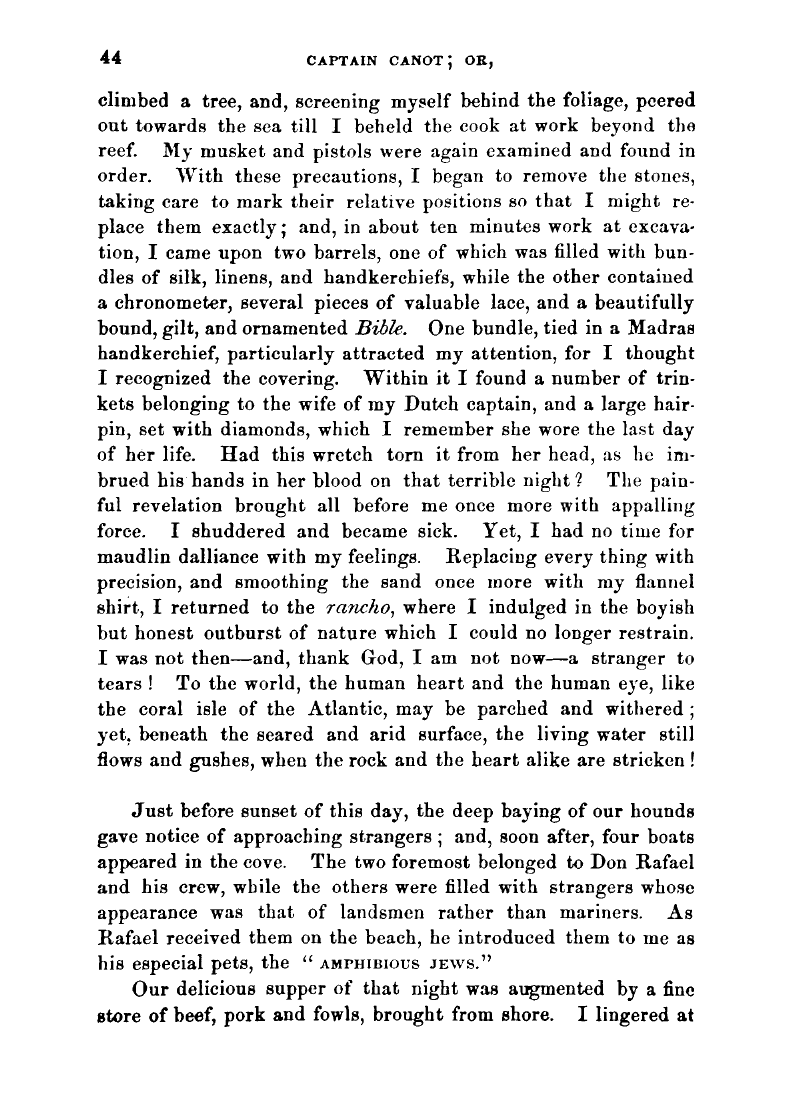 44 CAPTAIN CANOT; OR,
climbed a tree, and, screening myself behind the foliage, peered
out towards the sea till I beheld the cook at work beyond the
reef. My musket and pistols were again examined and found in
order. With these precautions, I began to remove the stones,
taking care to mark their relative positions so that I might re-
place them exactly; and, in about ten minutes work at excava-
tion, I came upon two barrels, one of which was filled with bun-
dles of silk, linens, and handkerchiefs, while the other contained
a chronometer, several pieces of valuable lace, and a beautifully
bound, gilt, and ornamented Bible. One bundle, tied in a Madras
handkerchief, particularly attracted my attention, for I thought
I recognized the covering. Within it I found a number of trin-
kets belonging to the wife of my Dutch captain, and a large hair-
pin, set with diamonds, which I remember she wore the last day
of her life. Had this wretch torn it from her head, as he im-
brued his hands in her blood on that terrible night? The pain-
ful revelation brought all before me once more with appalling
force. I shuddered and became sick. Yet, I had no time for
maudlin dalliance with my feelings. Replacing every thing with
precision, and smoothing the sand once more with my flannel
shirt, I returned to the rancho, where I indulged in the boyish
but honest outburst of nature which I could no longer restrain.
I was not then—and, thank God, I am not now—a stranger to
tears! To the world, the human heart and the human eye, like
the coral isle of the Atlantic, may be parched and withered;
yet, beneath the seared and arid surface, the living water still
flows and gushes, when the rock and the heart alike are stricken!
Just before sunset of this day, the deep baying of our hounds
gave notice of approaching strangers; and, soon after, four boats
appeared in the cove. The two foremost belonged to Don Rafael
and his crew, while the others were filled with strangers whose
appearance was that of landsmen rather than mariners. As
Rafael received them on the beach, he introduced them to me as
his especial pets, the "AMPHIBIOUS JEWS."
Our delicious supper of that night was augmented by a fine
store of beef, pork and fowls, brought from shore. I lingered at